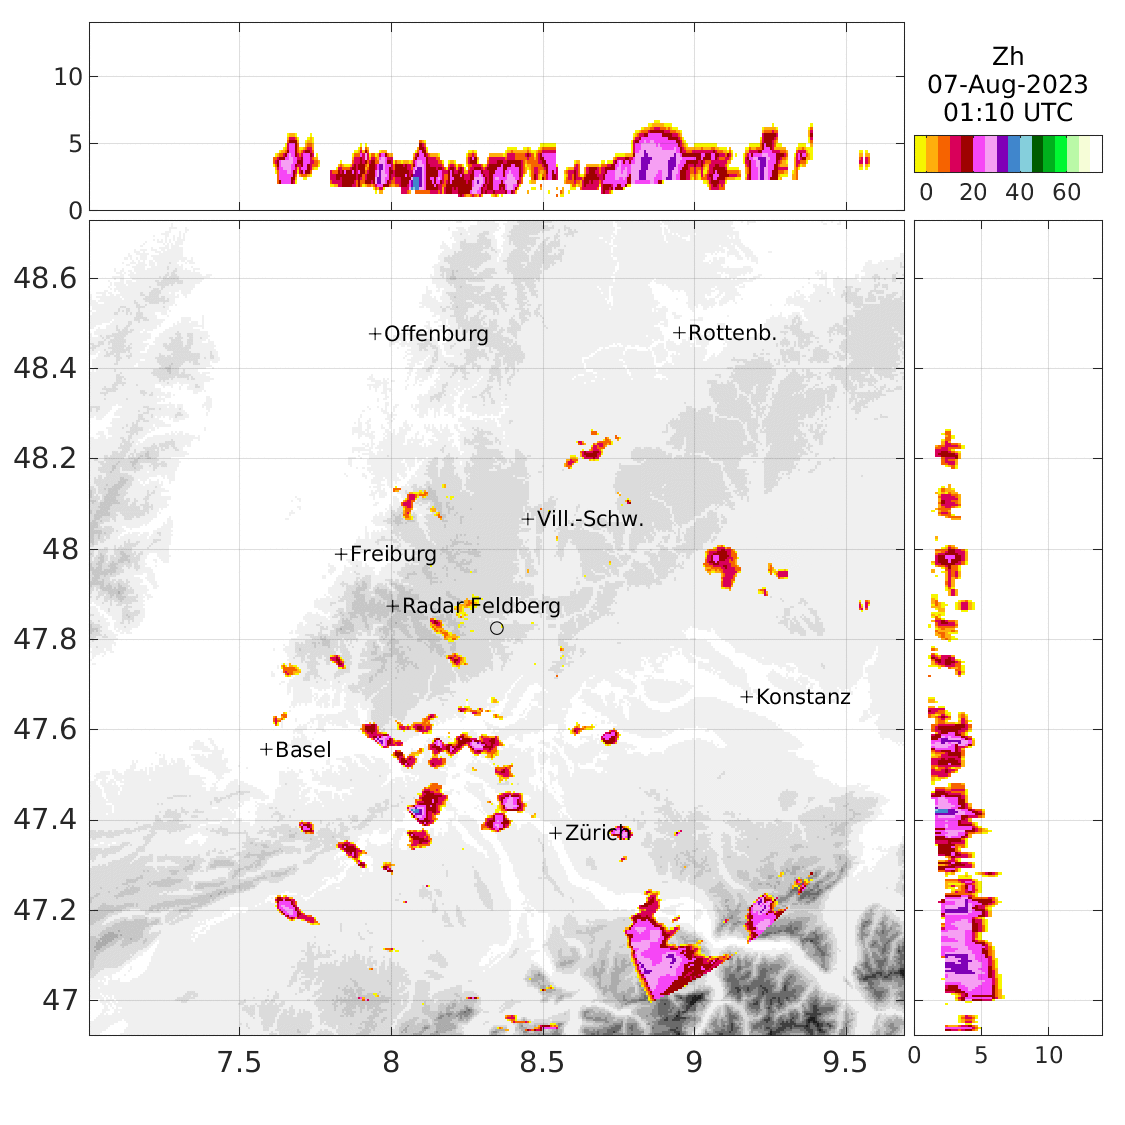 Zh
07-Aug-2023
01:10 UTC
10
5
0
0 20 40 60
48.6
Offenburg
Rottenb.
48.4
48.2
Vill.-Schw.
48
Freiburg
Radar Feldberg
47.8
Konstanz
47.6
Basel
47.4
Zürich
47.2
47
7.5 8 8.5 9 9.5
0 5 10